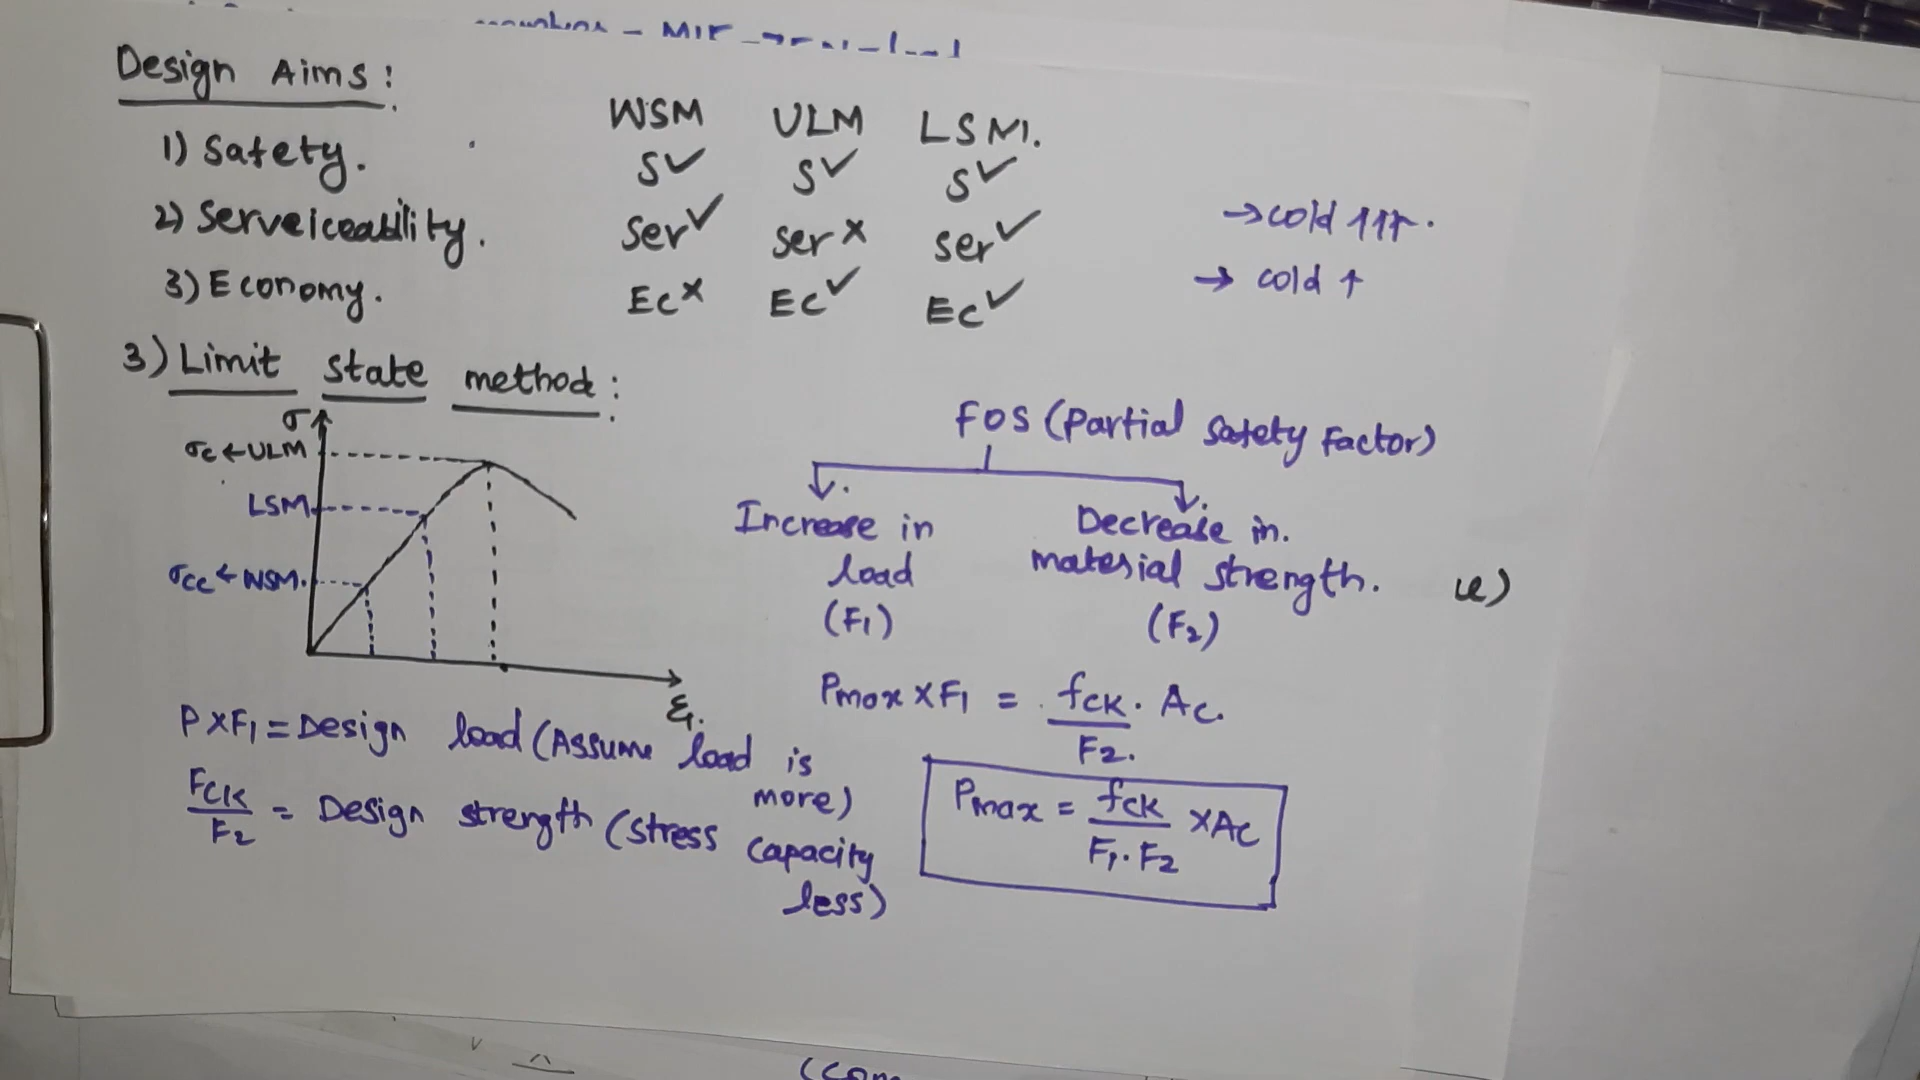 Design Aims:
WSM ULM LSM.
1) Safety. S✓ S✓ S✓
2) Serveiceability. Ser✓ Ser× Ser✓
3) Economy. Ec× Ec✓ Ec✓
→ cold ↑↑↑.
→ cold ↑
3) Limit state method:
σ
σc ← ULM
LSM
σcc ← WSM.
FOS (Partial Safety Factor)
Increase in
load
(F1)
Decrease in.
material strength.
(F2)
Pmax × F1 = fck/F2. · Ac.
Pmax = fck/F1.F2 × Ac
P×F1 = Design load (Assume load is
more)
Fck/F2 = Design strength (stress capacity
less)